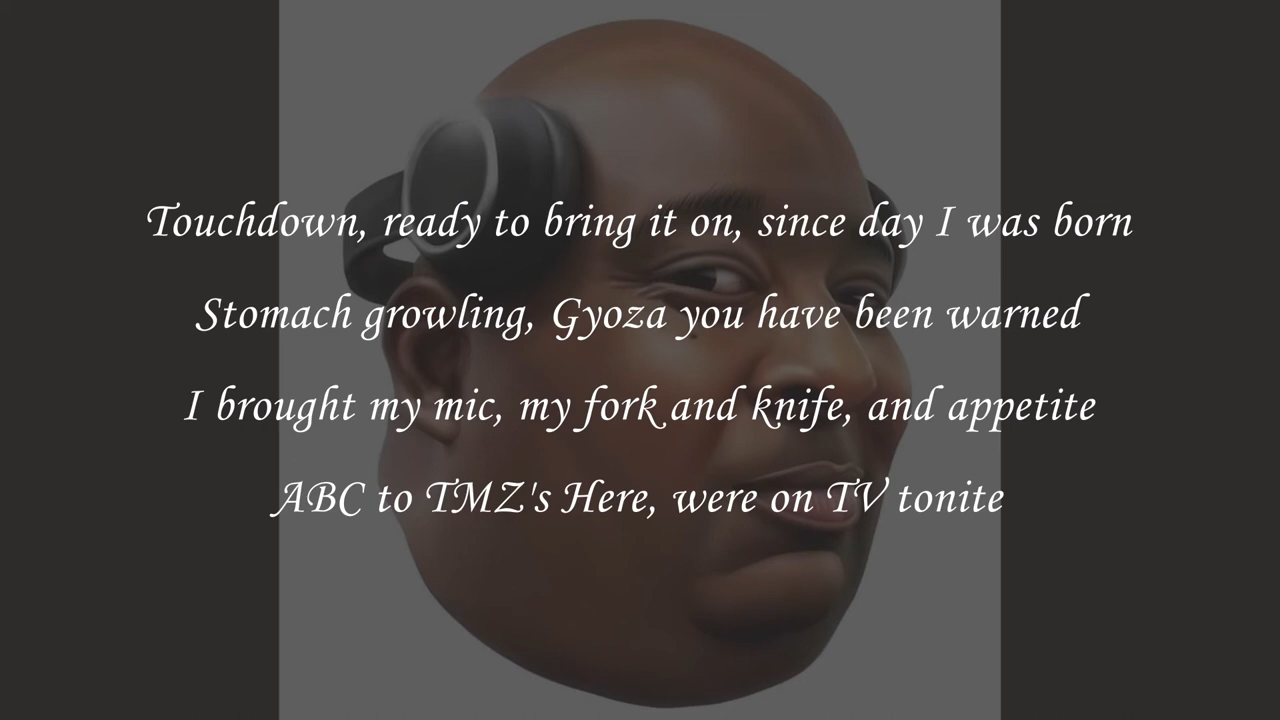 Touchdown, ready to bring it on, since day I was born
Stomach growling, Gyoza you have been warned
I brought my mic, my fork and knife, and appetite
ABC to TMZ's Here, were on TV tonite